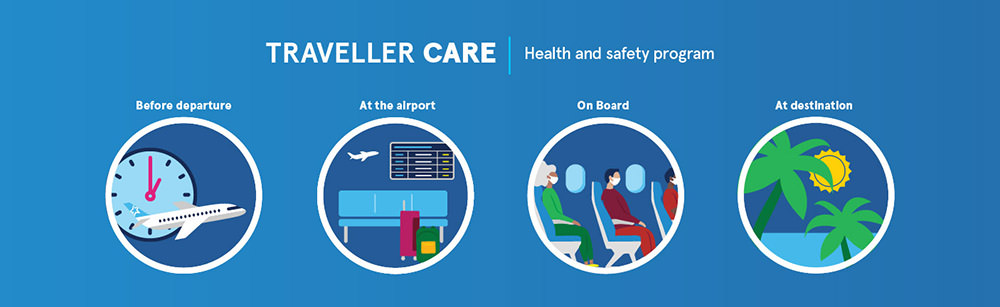 TRAVELLER CARE | Health and safety program
Before departure
At the airport
On Board
At destination